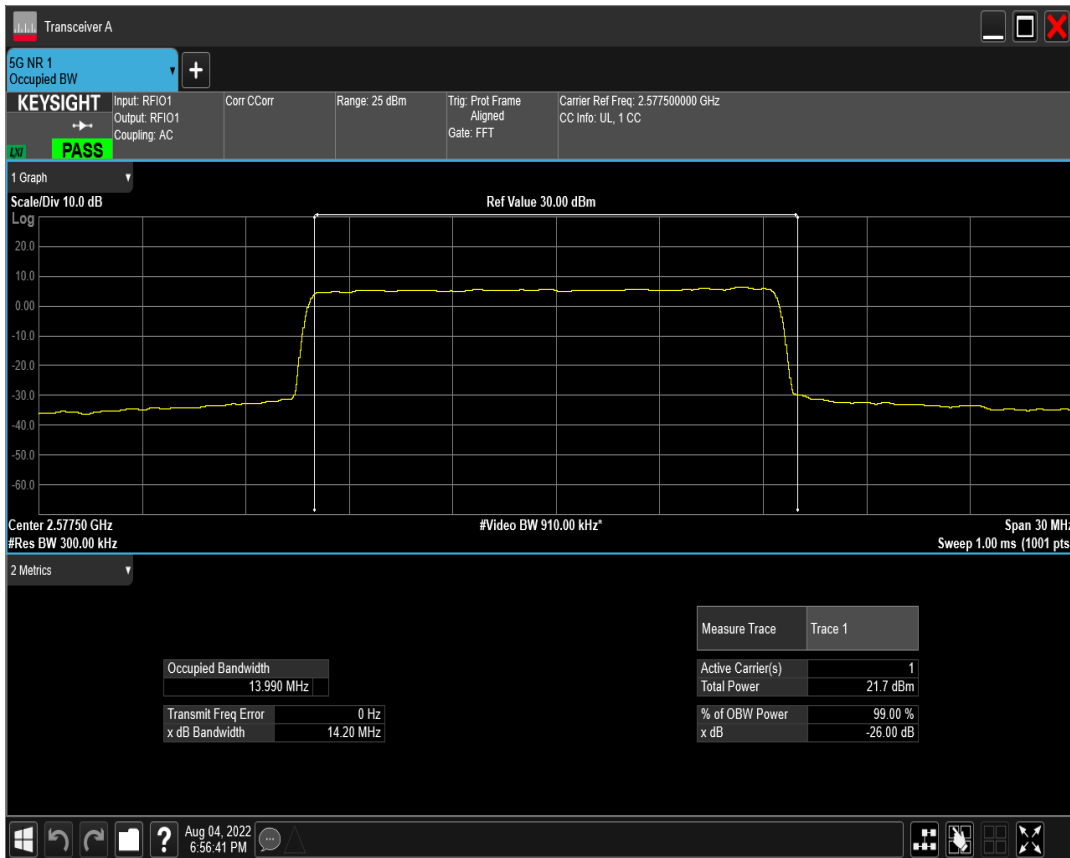 Transceiver A
5G NR 1
Occupied BW
KEYSIGHT
LXI
PASS
Input: RFIO1
Output: RFIO1
Coupling: AC
Corr CCorr
Range: 25 dBm
Trig: Prot Frame
Aligned
Gate: FFT
Carrier Ref Freq: 2.577500000 GHz
CC Info: UL, 1 CC
1 Graph
Scale/Div 10.0 dB
Ref Value 30.00 dBm
Log
20.0
10.0
0.00
-10.0
-20.0
-30.0
-40.0
-50.0
-60.0
Center 2.57750 GHz
#Video BW 910.00 kHz*
Span 30 MHz
#Res BW 300.00 kHz
Sweep 1.00 ms (1001 pts
2 Metrics
Measure Trace Trace 1
Occupied Bandwidth
13.990 MHz
Active Carrier(s) 1
Total Power 21.7 dBm
Transmit Freq Error 0 Hz
x dB Bandwidth 14.20 MHz
% of OBW Power 99.00 %
x dB -26.00 dB
?
Aug 04, 2022
6:56:41 PM